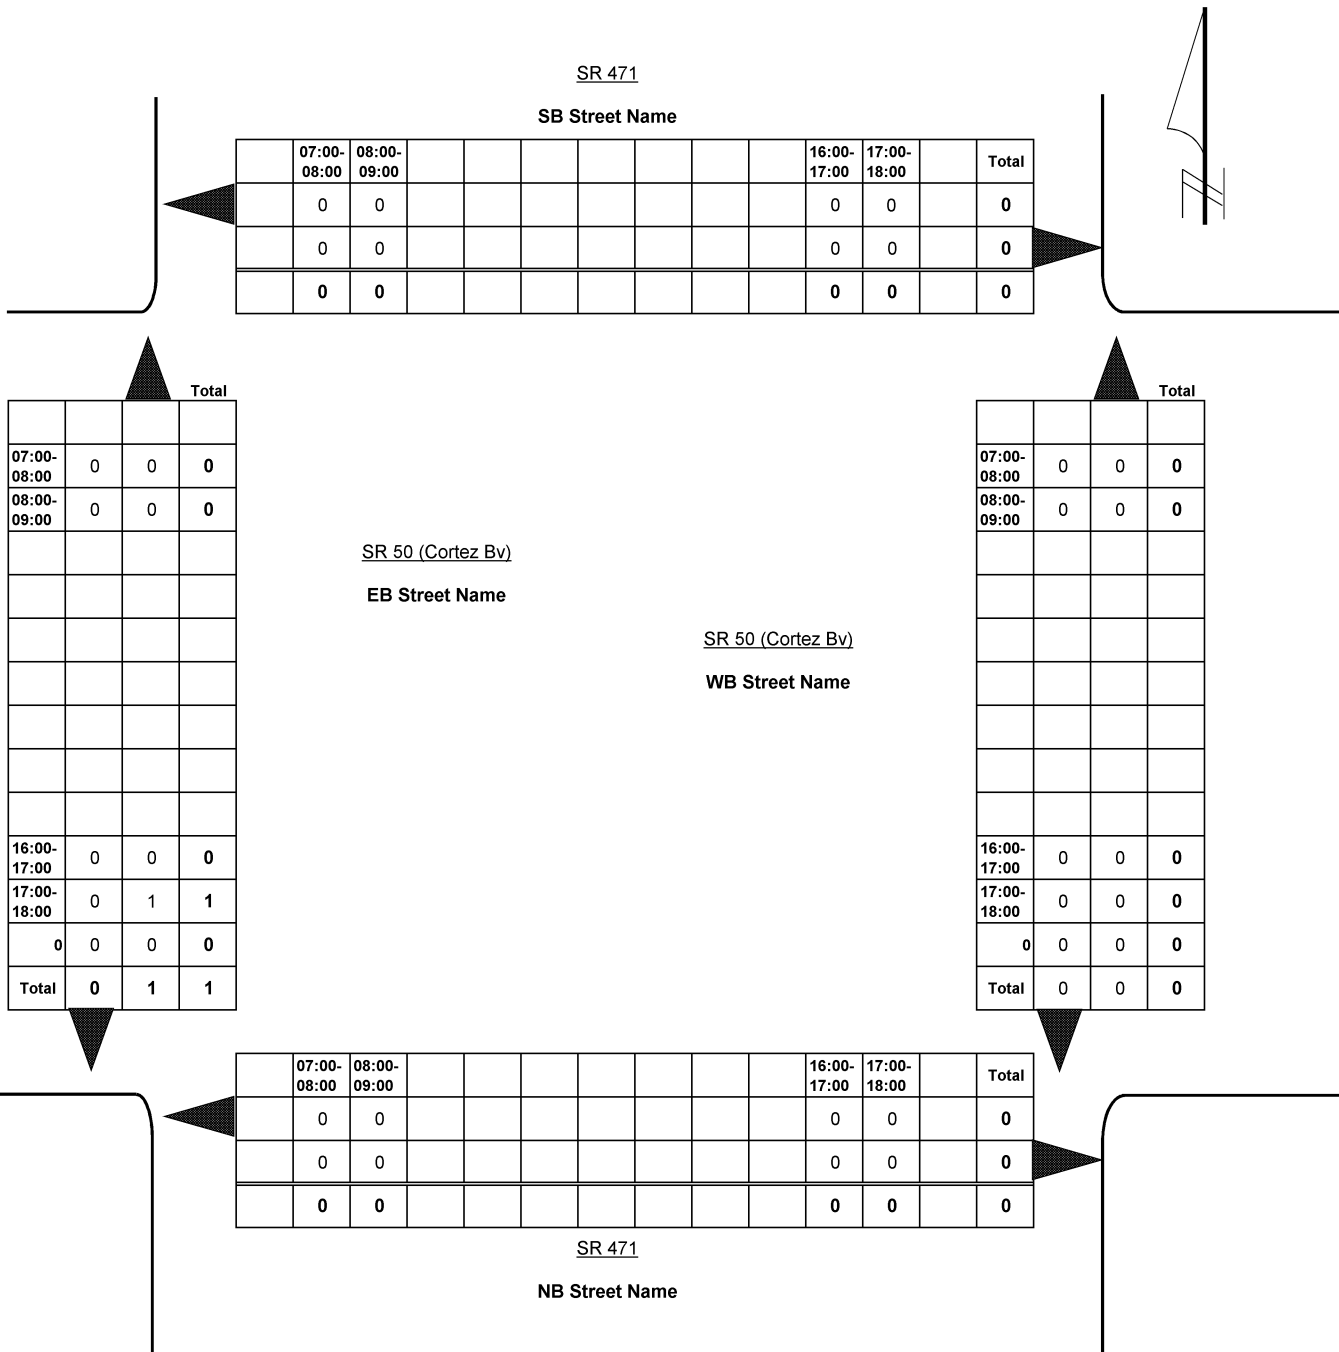 SR 471
SB Street Name
07:00-08:00 08:00-09:00 16:00-17:00 17:00-18:00 Total
0 0 0 0 0
0 0 0 0 0
0 0 0 0 0
Total
07:00-08:00 0 0 0
08:00-09:00 0 0 0
16:00-17:00 0 0 0
17:00-18:00 0 1 1
0 0 0 0
Total 0 1 1
SR 50 (Cortez Bv)
EB Street Name
SR 50 (Cortez Bv)
WB Street Name
Total
07:00-08:00 0 0 0
08:00-09:00 0 0 0
16:00-17:00 0 0 0
17:00-18:00 0 0 0
0 0 0 0
Total 0 0 0
07:00-08:00 08:00-09:00 16:00-17:00 17:00-18:00 Total
0 0 0 0 0
0 0 0 0 0
0 0 0 0 0
SR 471
NB Street Name